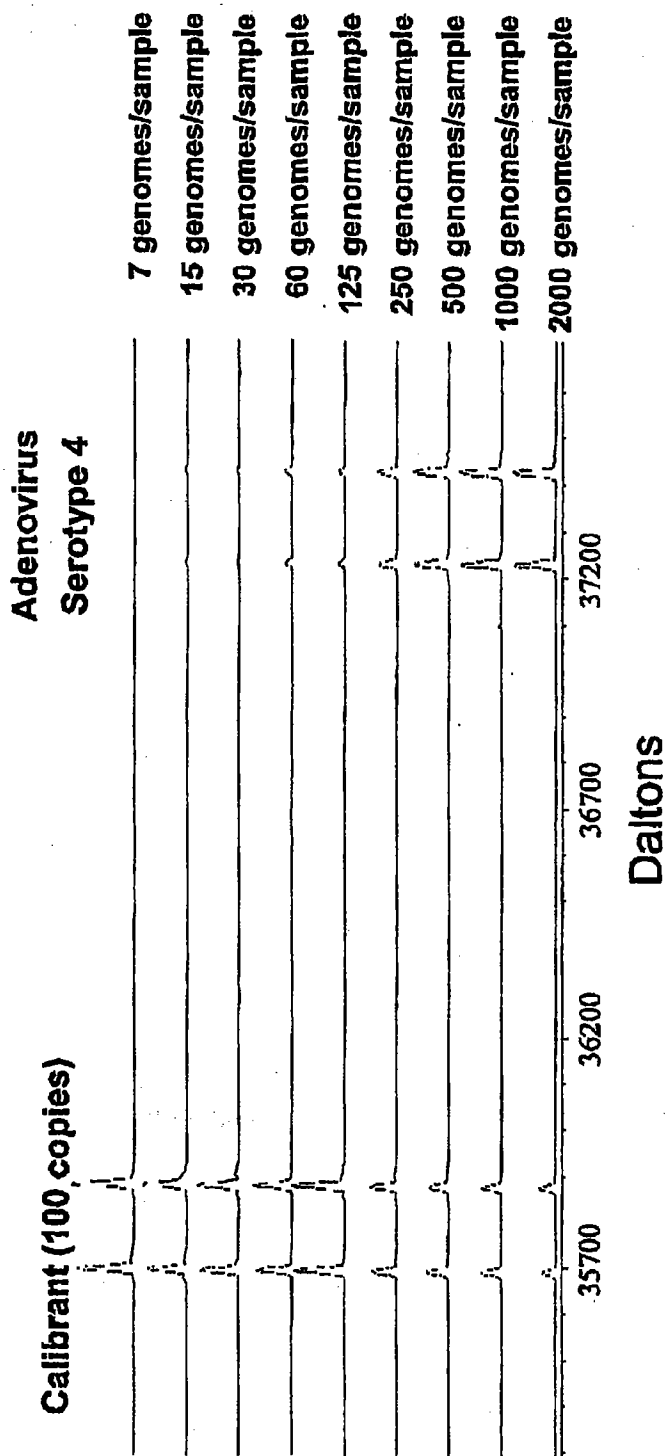 Calibrant (100 copies)
Adenovirus
Serotype 4
7 genomes/sample
15 genomes/sample
30 genomes/sample
60 genomes/sample
125 genomes/sample
250 genomes/sample
500 genomes/sample
1000 genomes/sample
2000 genomes/sample
35700 36200 36700 37200
Daltons